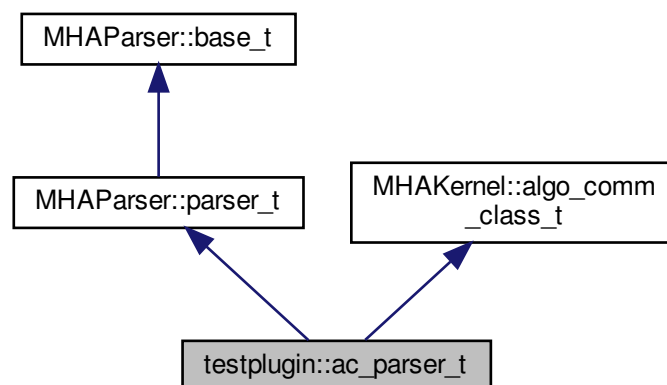 MHAParser::base_t
MHAParser::parser_t
MHAKernel::algo_comm
_class_t
testplugin::ac_parser_t